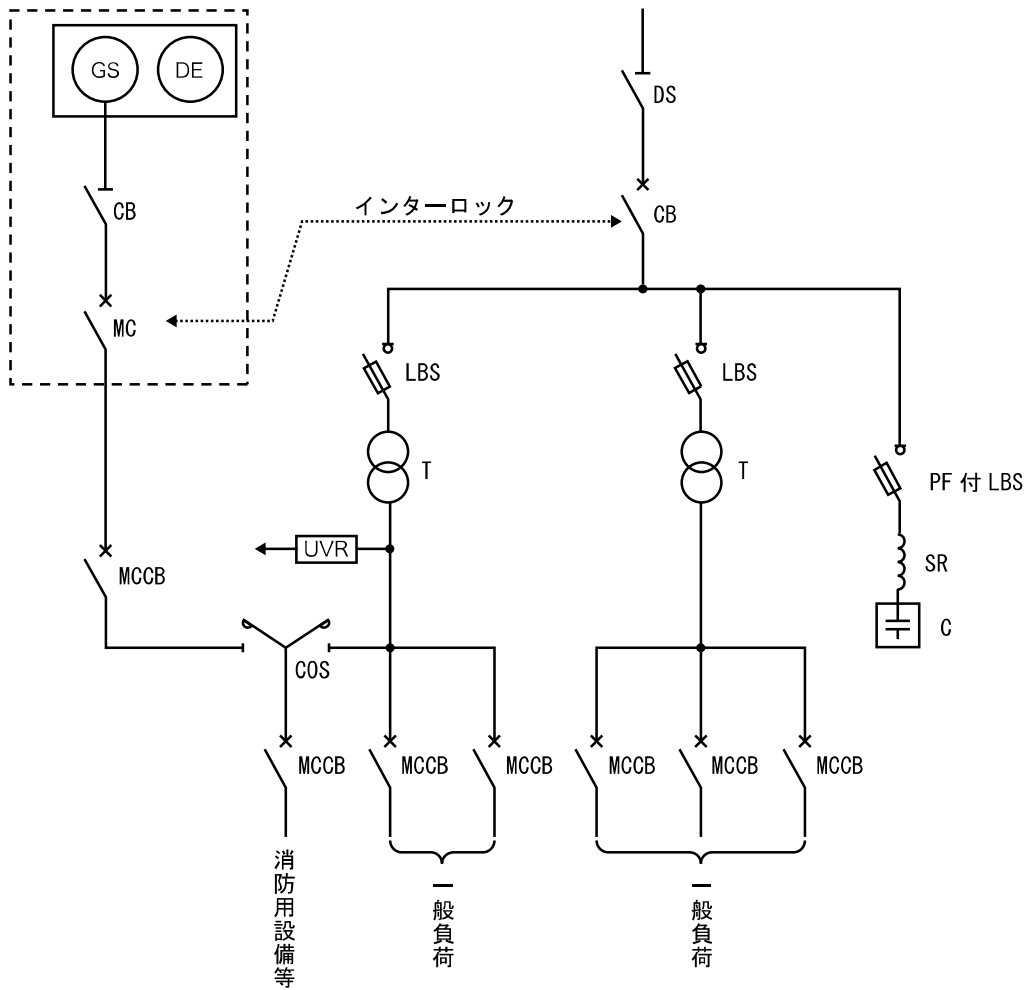 GS DE
DS
CB
インターロック
CB
MC
LBS
LBS
T
T
PF 付 LBS
UVR
SR
MCCB
C
COS
MCCB
MCCB
MCCB
MCCB
MCCB
MCCB
消防用設備等
一般負荷
一般負荷